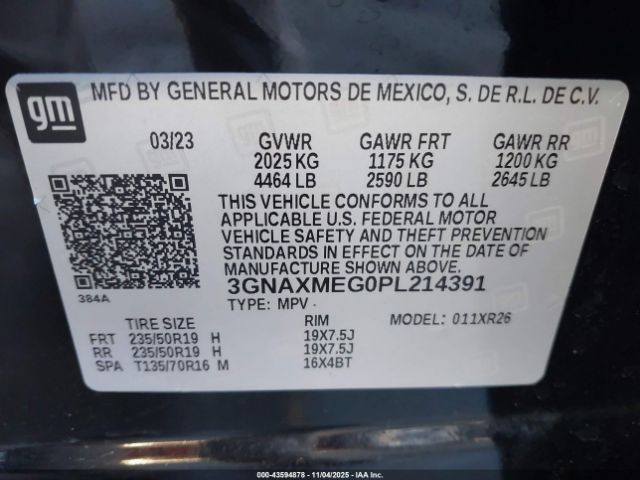 gm
MFD BY GENERAL MOTORS DE MEXICO, S. DE R.L. DE C.V.
03/23 GVWR GAWR FRT GAWR RR
2025 KG 1175 KG 1200 KG
4464 LB 2590 LB 2645 LB
THIS VEHICLE CONFORMS TO ALL
APPLICABLE U.S. FEDERAL MOTOR
VEHICLE SAFETY AND THEFT PREVENTION
STANDARDS IN EFFECT ON THE DATE OF
MANUFACTURE SHOWN ABOVE.
384A
3GNAXMEG0PL214391
TYPE: MPV
MODEL: 011XR26
TIRE SIZE RIM
FRT 235/50R19 H 19X7.5J
RR 235/50R19 H 19X7.5J
SPA T135/70R16 M 16X4BT
000-43594878 - 11/04/2025 - IAA Inc.